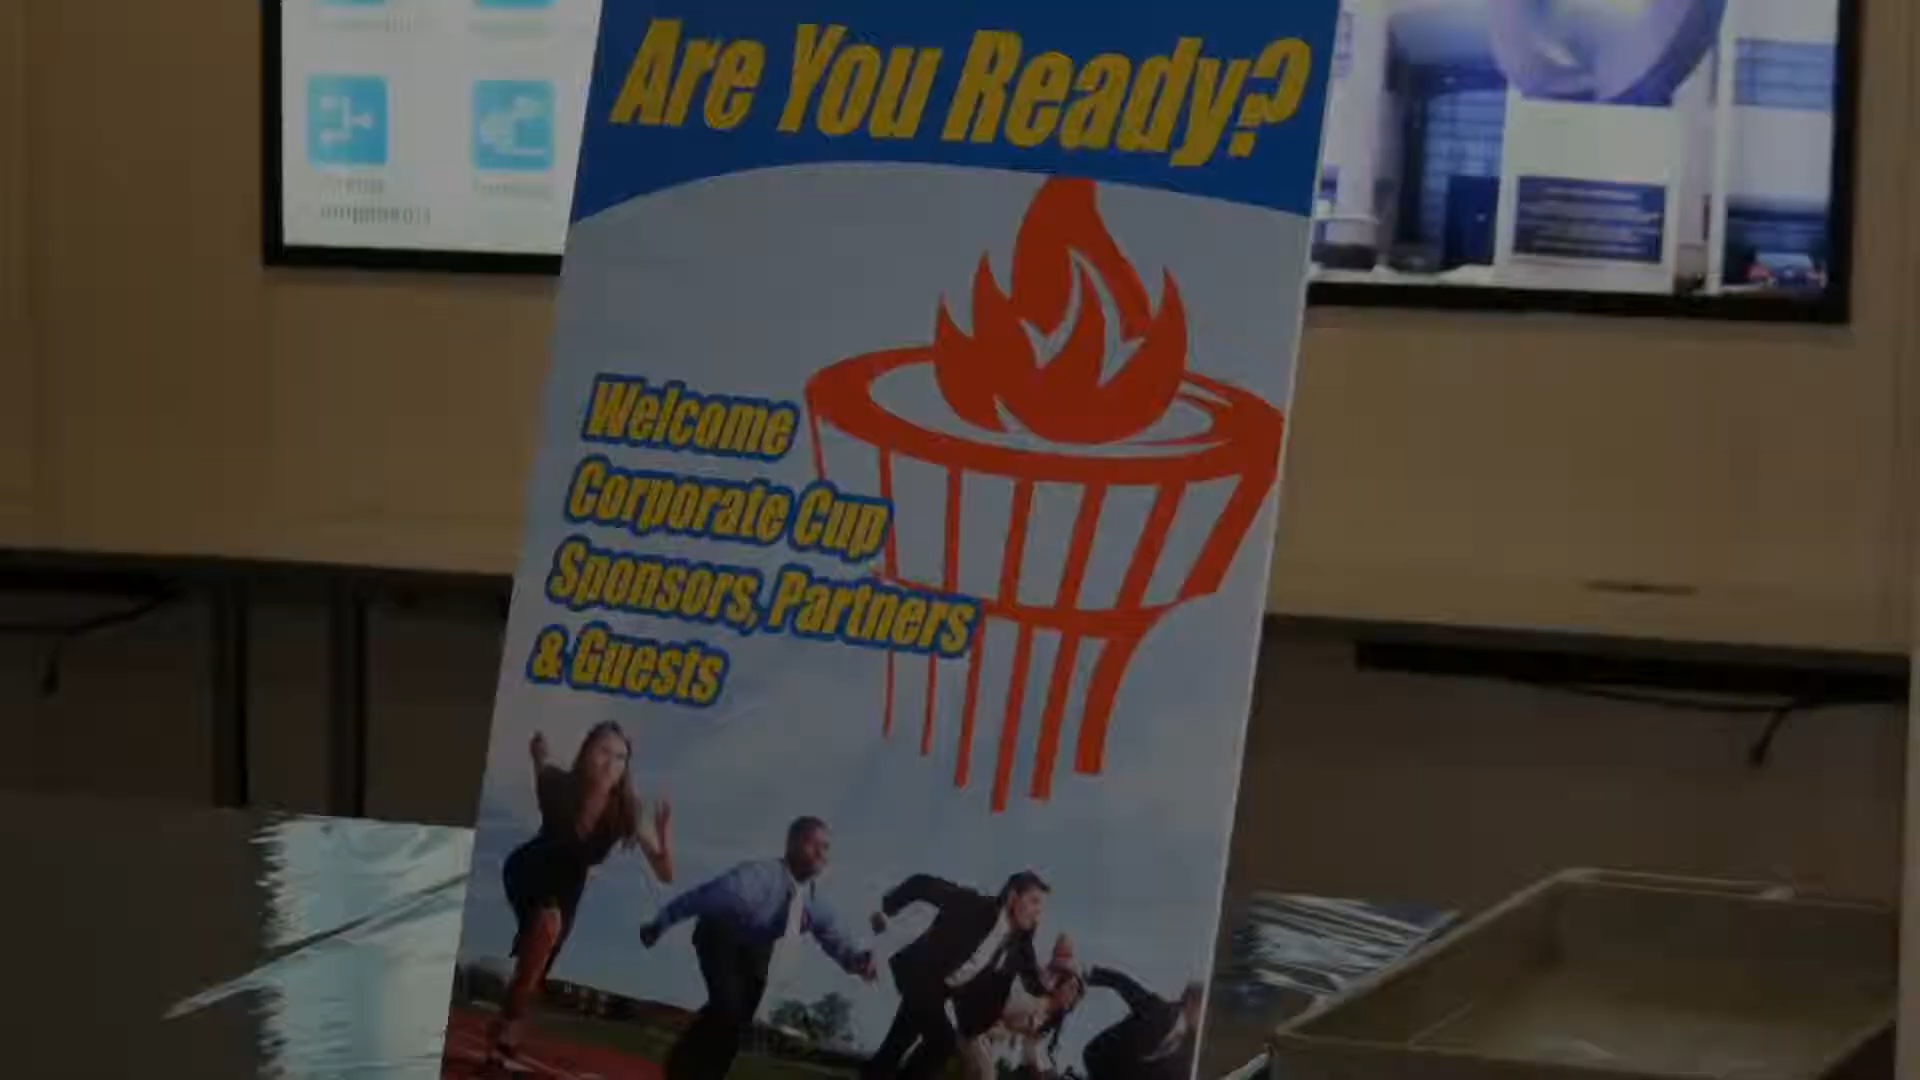 Are You Ready?
Welcome
Corporate Cup
Sponsors, Partners
& Guests